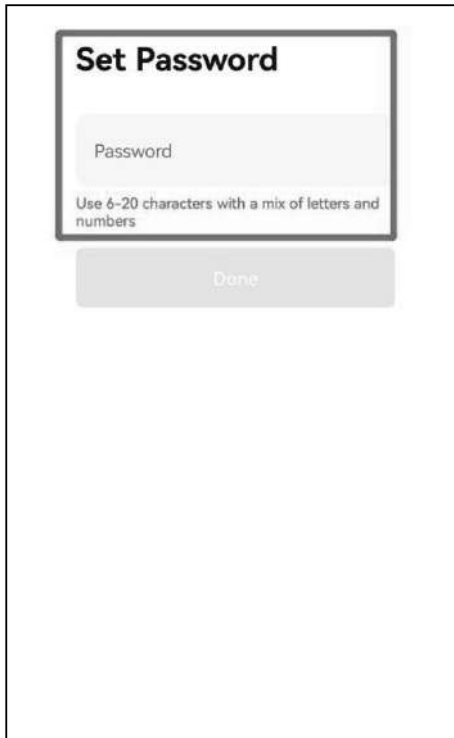 Set Password
Password
Use 6-20 characters with a mix of letters and
numbers
Done